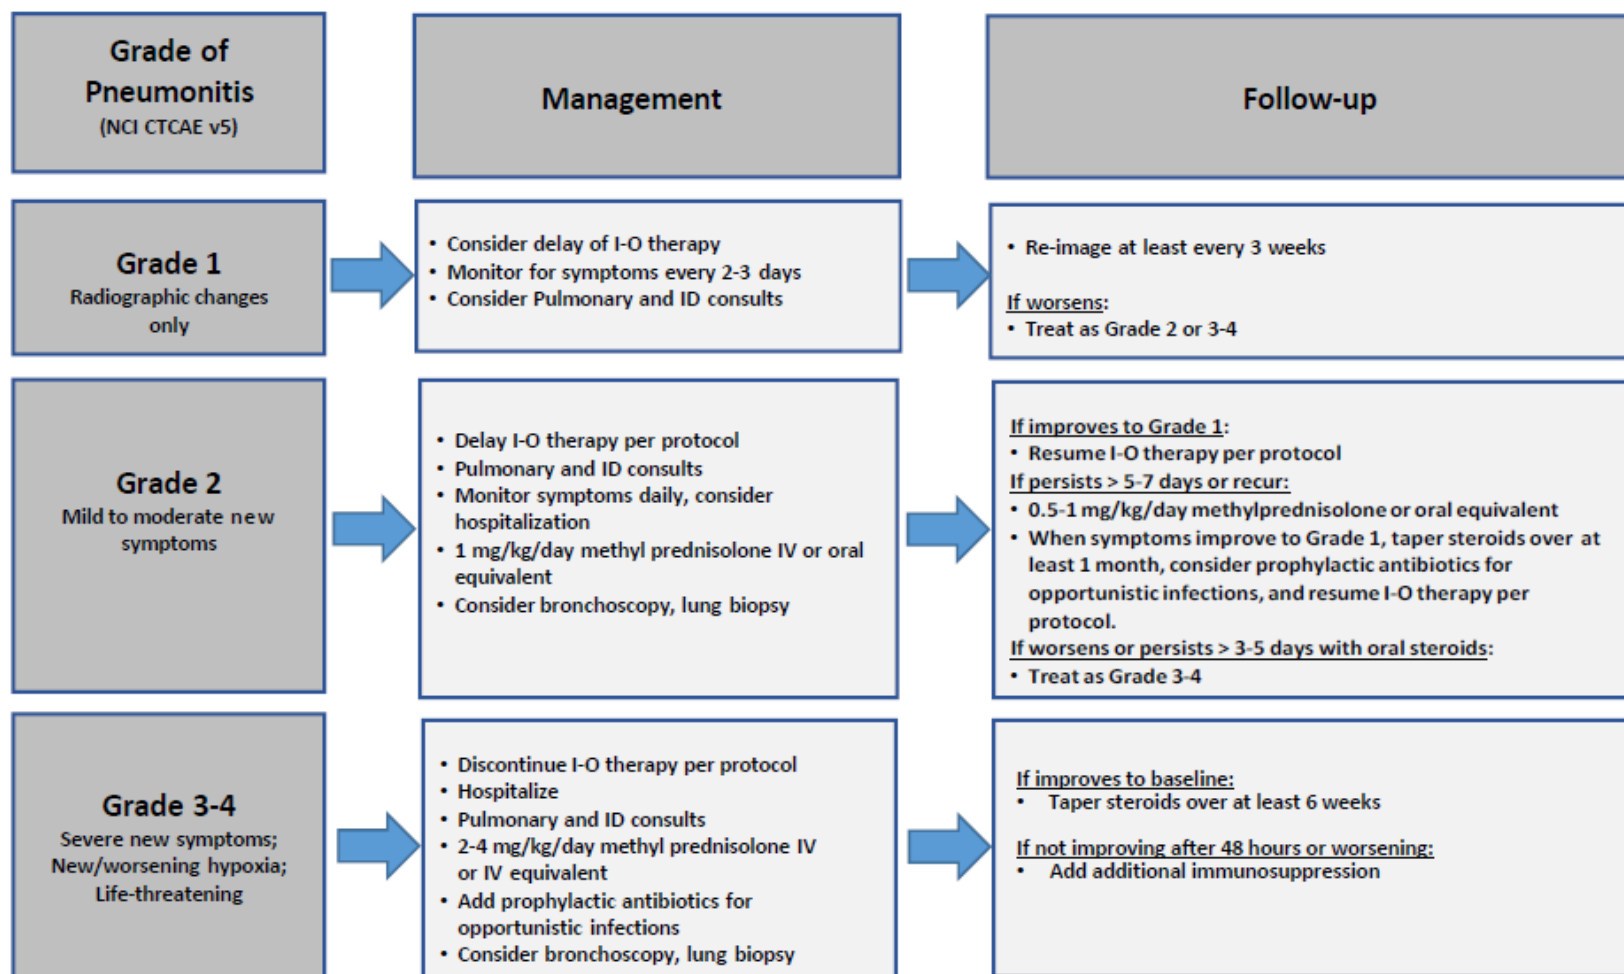 Grade of
Pneumonitis
(NCI CTCAE v5)
Management
Follow-up
Grade 1
Radiographic changes
only
• Consider delay of I-O therapy
• Monitor for symptoms every 2-3 days
• Consider Pulmonary and ID consults
• Re-image at least every 3 weeks
If worsens:
• Treat as Grade 2 or 3-4
Grade 2
Mild to moderate new
symptoms
• Delay I-O therapy per protocol
• Pulmonary and ID consults
• Monitor symptoms daily, consider
hospitalization
• 1 mg/kg/day methyl prednisolone IV or oral
equivalent
• Consider bronchoscopy, lung biopsy
If improves to Grade 1:
• Resume I-O therapy per protocol
If persists > 5-7 days or recur:
• 0.5-1 mg/kg/day methylprednisolone or oral equivalent
• When symptoms improve to Grade 1, taper steroids over at
least 1 month, consider prophylactic antibiotics for
opportunistic infections, and resume I-O therapy per
protocol.
If worsens or persists > 3-5 days with oral steroids:
• Treat as Grade 3-4
Grade 3-4
Severe new symptoms;
New/worsening hypoxia;
Life-threatening
• Discontinue I-O therapy per protocol
• Hospitalize
• Pulmonary and ID consults
• 2-4 mg/kg/day methyl prednisolone IV
or IV equivalent
• Add prophylactic antibiotics for
opportunistic infections
• Consider bronchoscopy, lung biopsy
If improves to baseline:
• Taper steroids over at least 6 weeks
If not improving after 48 hours or worsening:
• Add additional immunosuppression